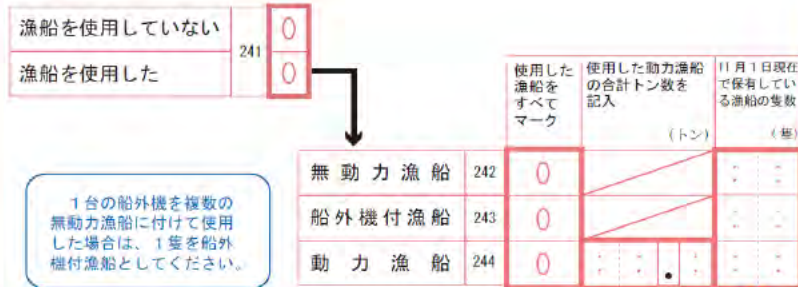 漁船を使用していない
241
漁船を使用した
使用した漁船をすべてマーク
使用した動力漁船の合計トン数を記入
(トン)
11月1日現在で保有している漁船の隻数
(隻)
無動力漁船 242
船外機付漁船 243
動力漁船 244
1台の船外機を複数の
無動力漁船に付けて使用
した場合は、1隻を船外
機付漁船としてください。